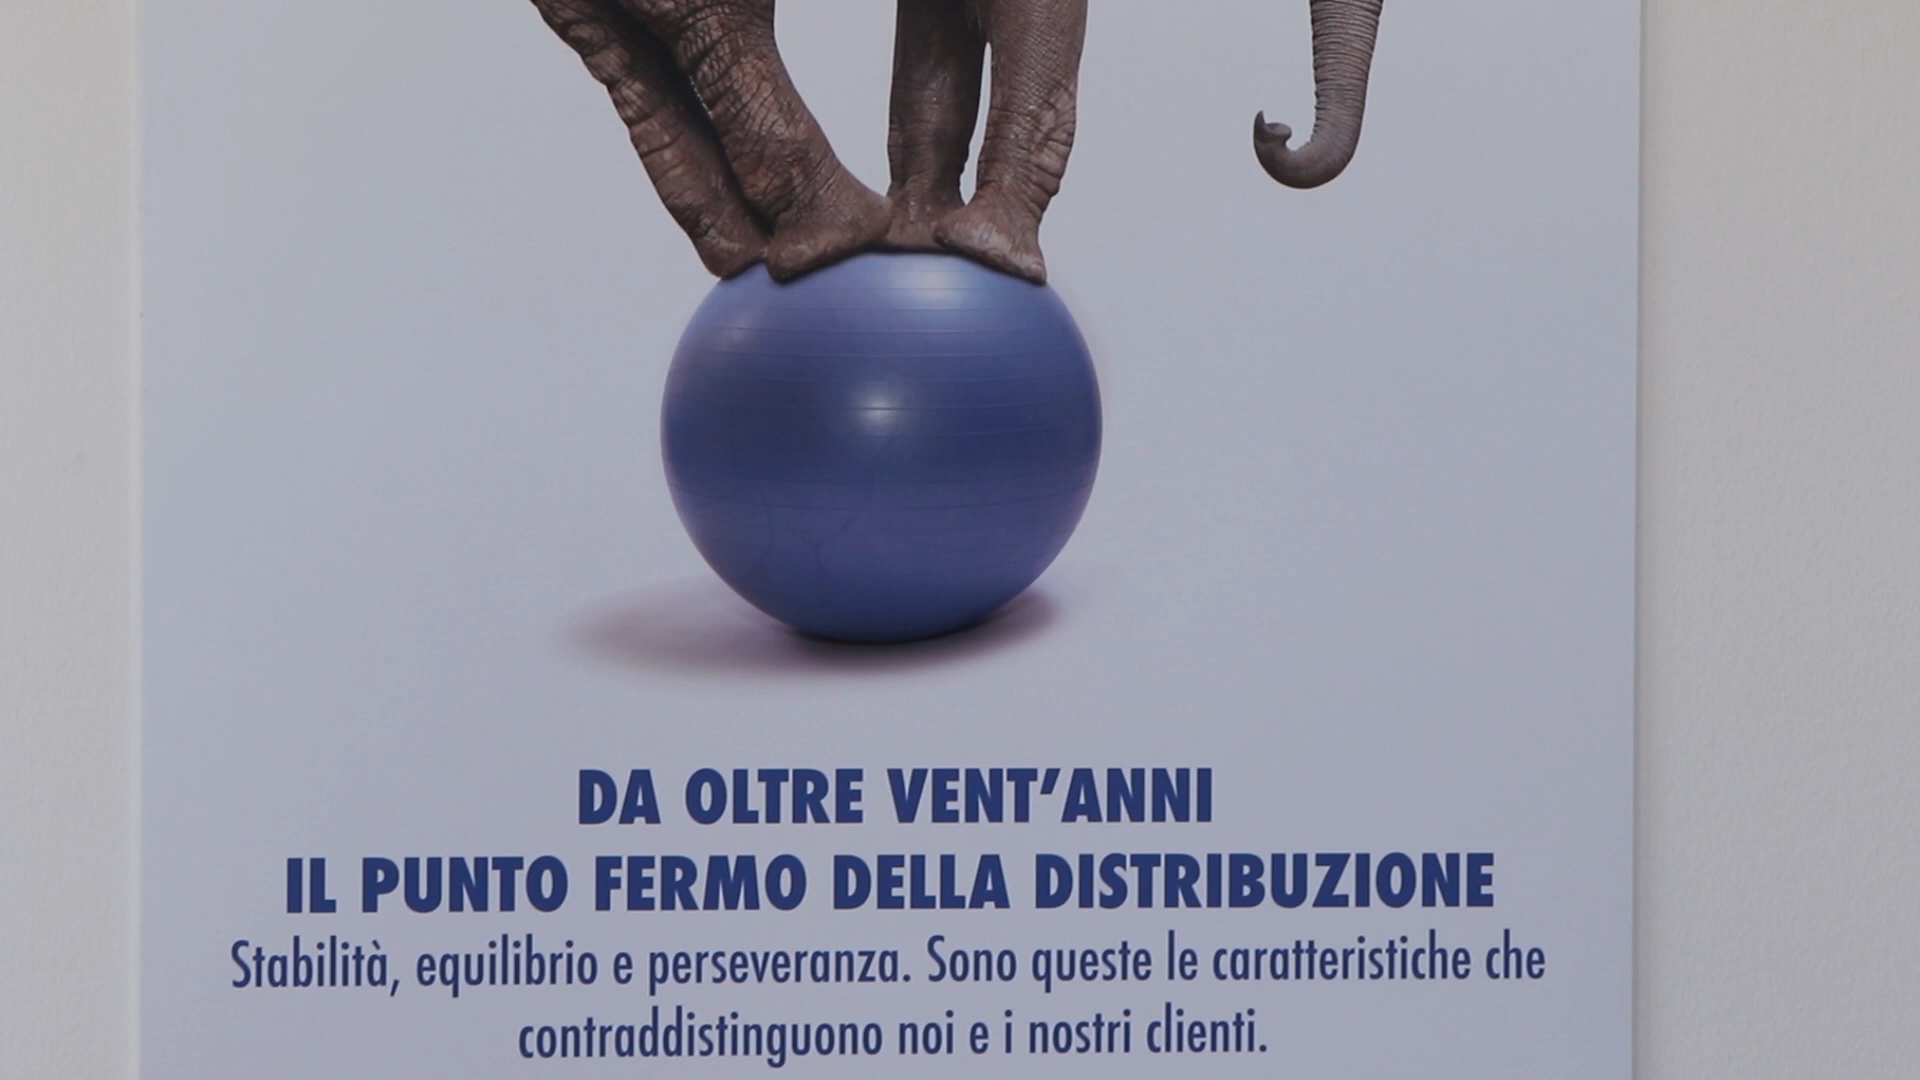 DA OLTRE VENT’ANNI
IL PUNTO FERMO DELLA DISTRIBUZIONE
Stabilità, equilibrio e perseveranza. Sono queste le caratteristiche che
contraddistinguono noi e i nostri clienti.